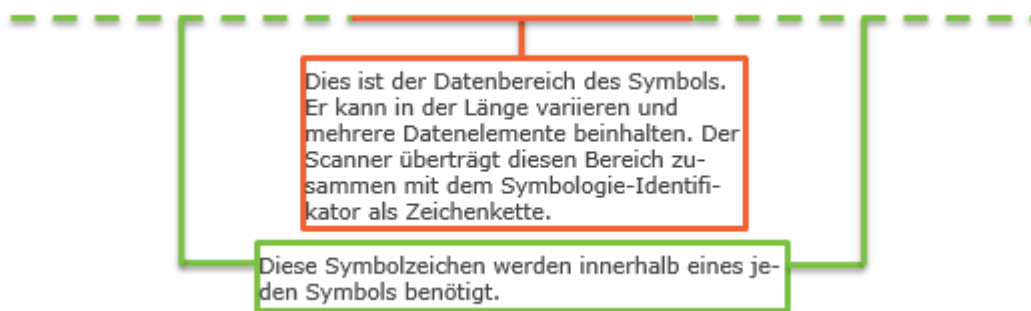 Dies ist der Datenbereich des Symbols.
Er kann in der Länge variieren und
mehrere Datenelemente beinhalten. Der
Scanner überträgt diesen Bereich zu-
sammen mit dem Symbologie-Identifi-
kator als Zeichenkette.
Diese Symbolzeichen werden innerhalb eines je-
den Symbols benötigt.